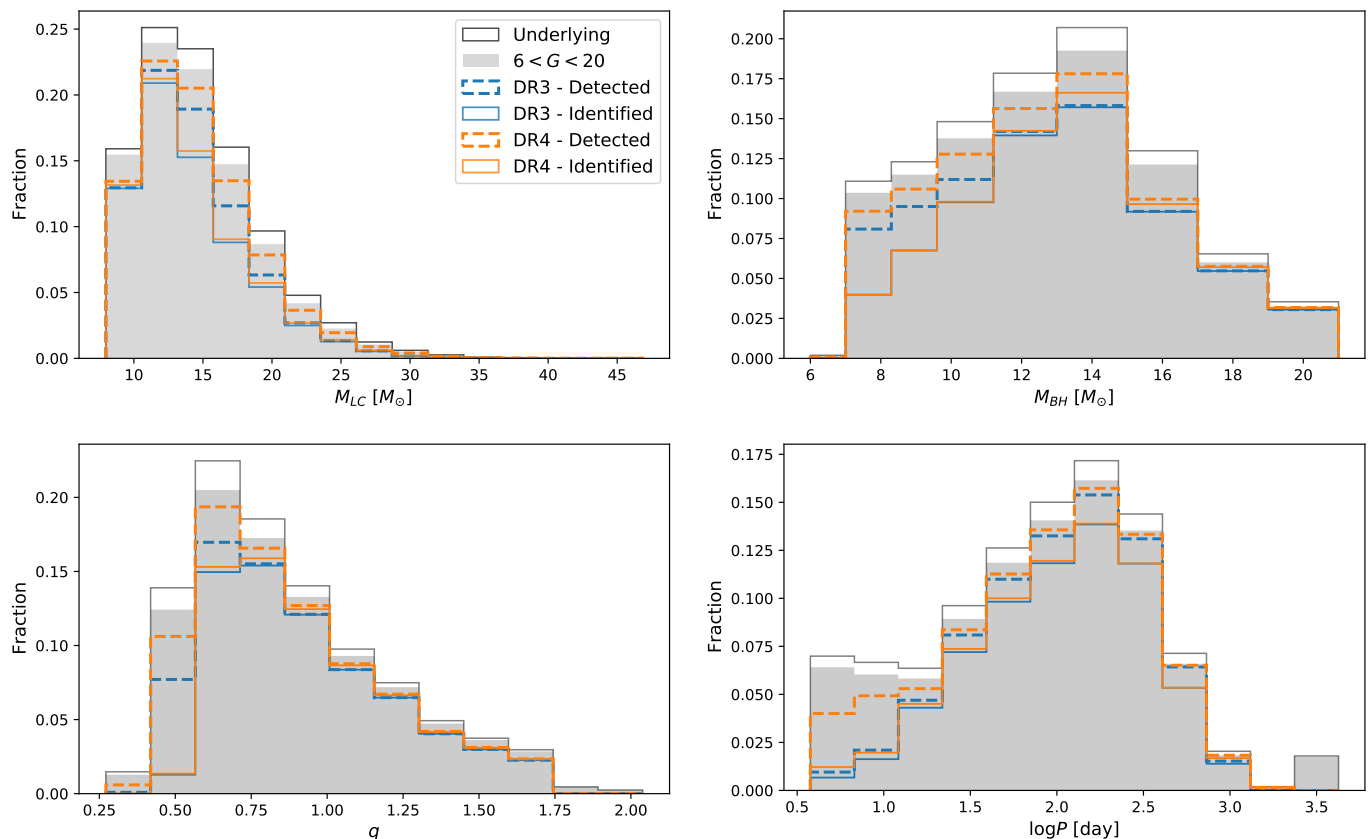 0.25
0.20
0.15
0.10
0.05
0.00
Fraction
10 15 20 25 30 35 40 45
M_LC [M_⊙]
Underlying
6 < G < 20
DR3 - Detected
DR3 - Identified
DR4 - Detected
DR4 - Identified
0.200
0.175
0.150
0.125
0.100
0.075
0.050
0.025
0.000
Fraction
6 8 10 12 14 16 18 20
M_BH [M_⊙]
0.20
0.15
0.10
0.05
0.00
Fraction
0.25 0.50 0.75 1.00 1.25 1.50 1.75 2.00
q
0.175
0.150
0.125
0.100
0.075
0.050
0.025
0.000
Fraction
0.5 1.0 1.5 2.0 2.5 3.0 3.5
logP [day]